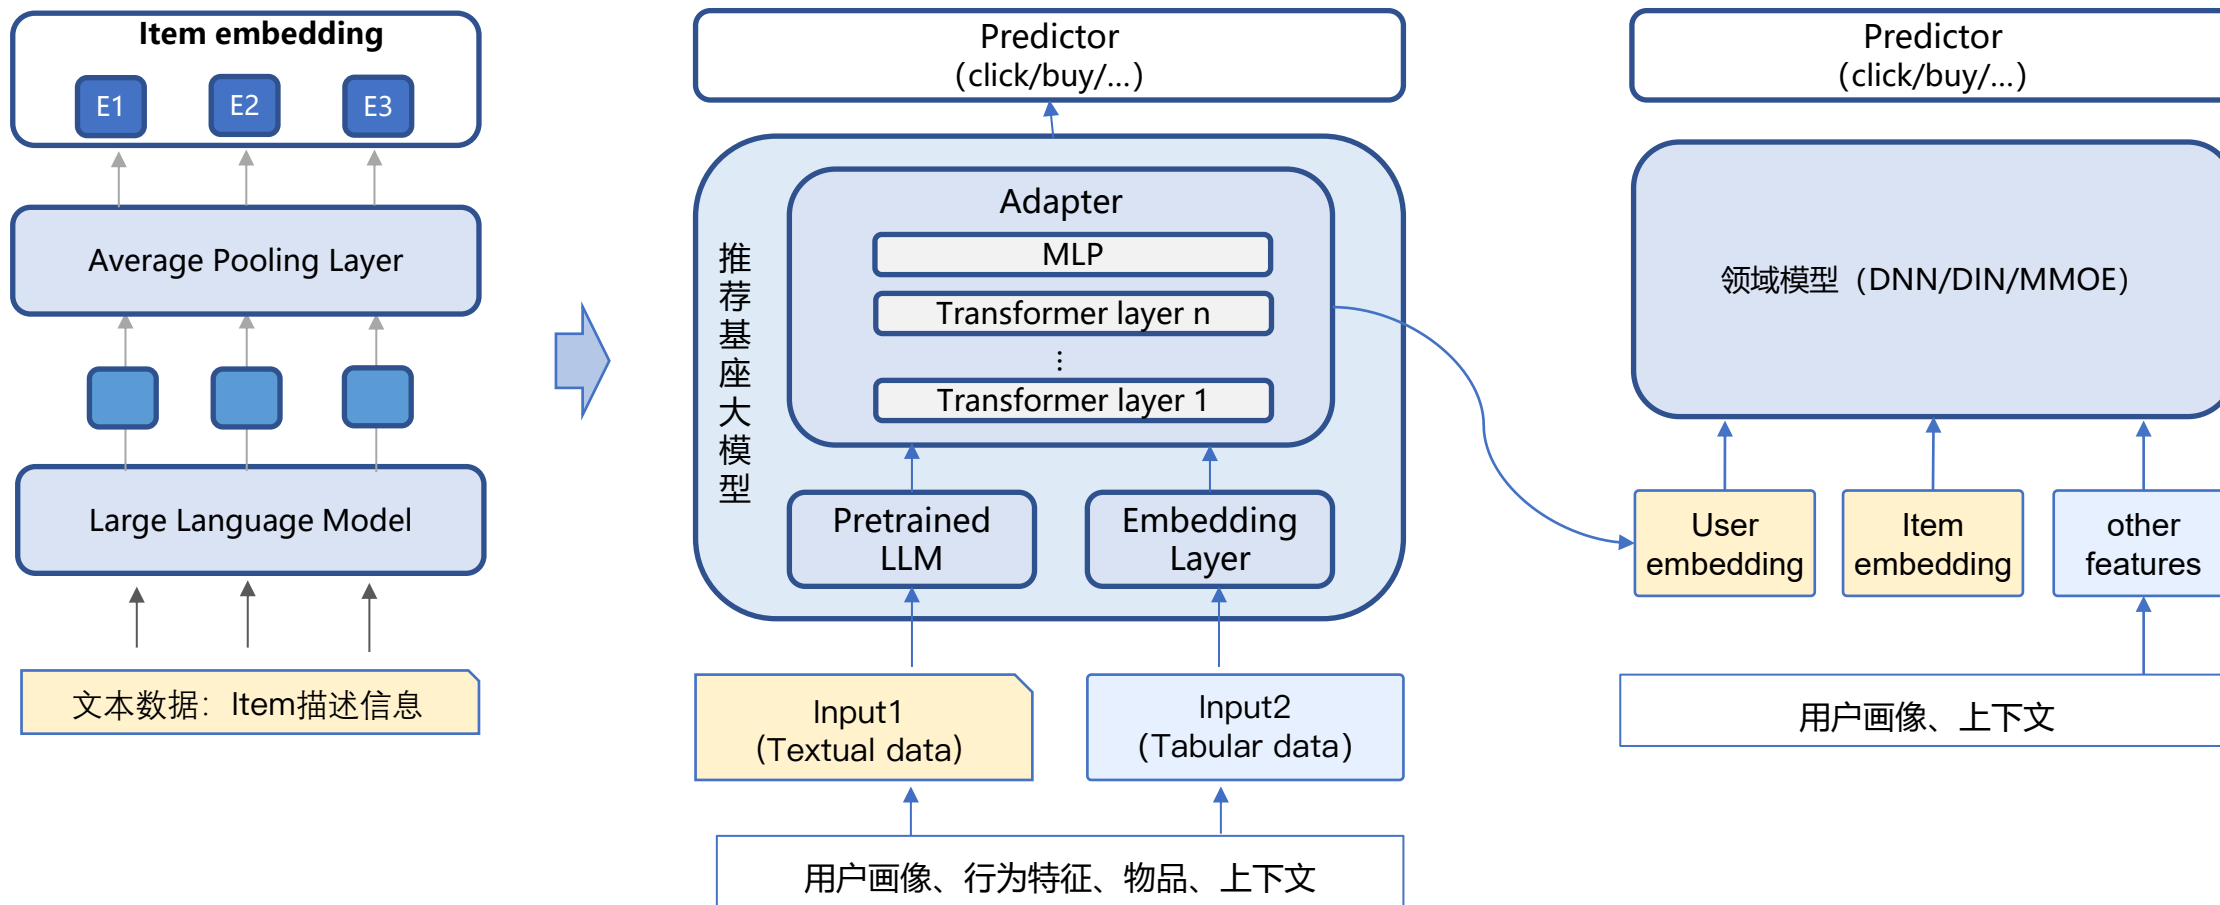 Item embedding
E1
E2
E3
Average Pooling Layer
Large Language Model
文本数据：Item描述信息
Predictor
（click/buy/...）
推荐基座大模型
Adapter
MLP
Transformer layer n
⋮
Transformer layer 1
Pretrained
LLM
Embedding
Layer
Input1
(Textual data)
Input2
(Tabular data)
用户画像、行为特征、物品、上下文
Predictor
（click/buy/...）
领域模型（DNN/DIN/MMOE）
User
embedding
Item
embedding
other
features
用户画像、上下文